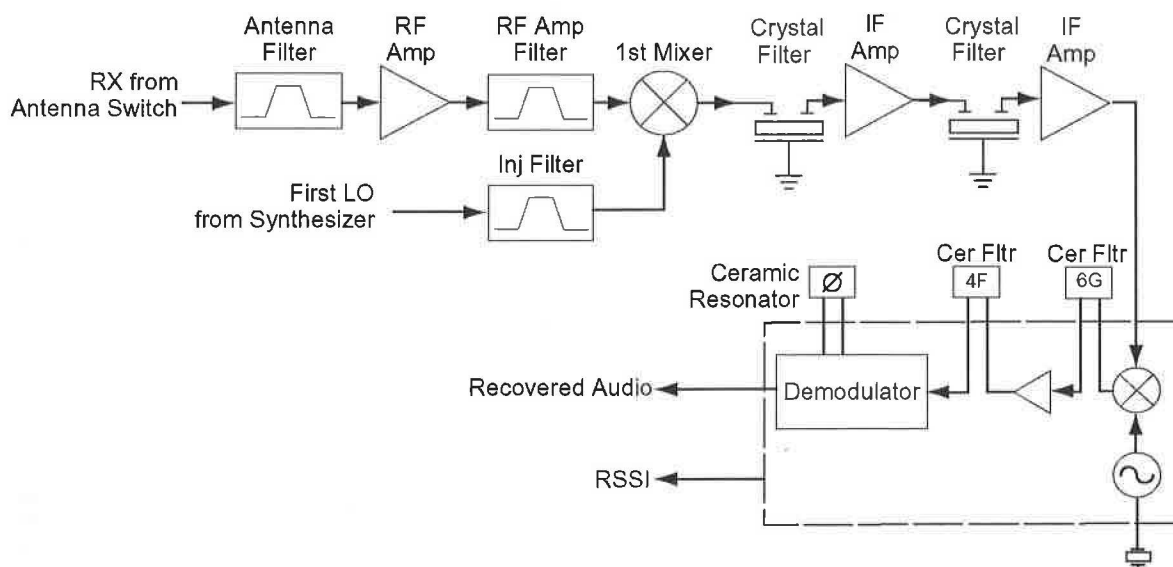 Antenna
Filter
RF
Amp
RF Amp
Filter
1st Mixer
Crystal
Filter
IF
Amp
Crystal
Filter
IF
Amp
RX from
Antenna Switch
Inj Filter
First LO
from Synthesizer
Ceramic
Resonator
Ø
Cer Fltr
4F
Cer Fltr
6G
Recovered Audio
Demodulator
RSSI